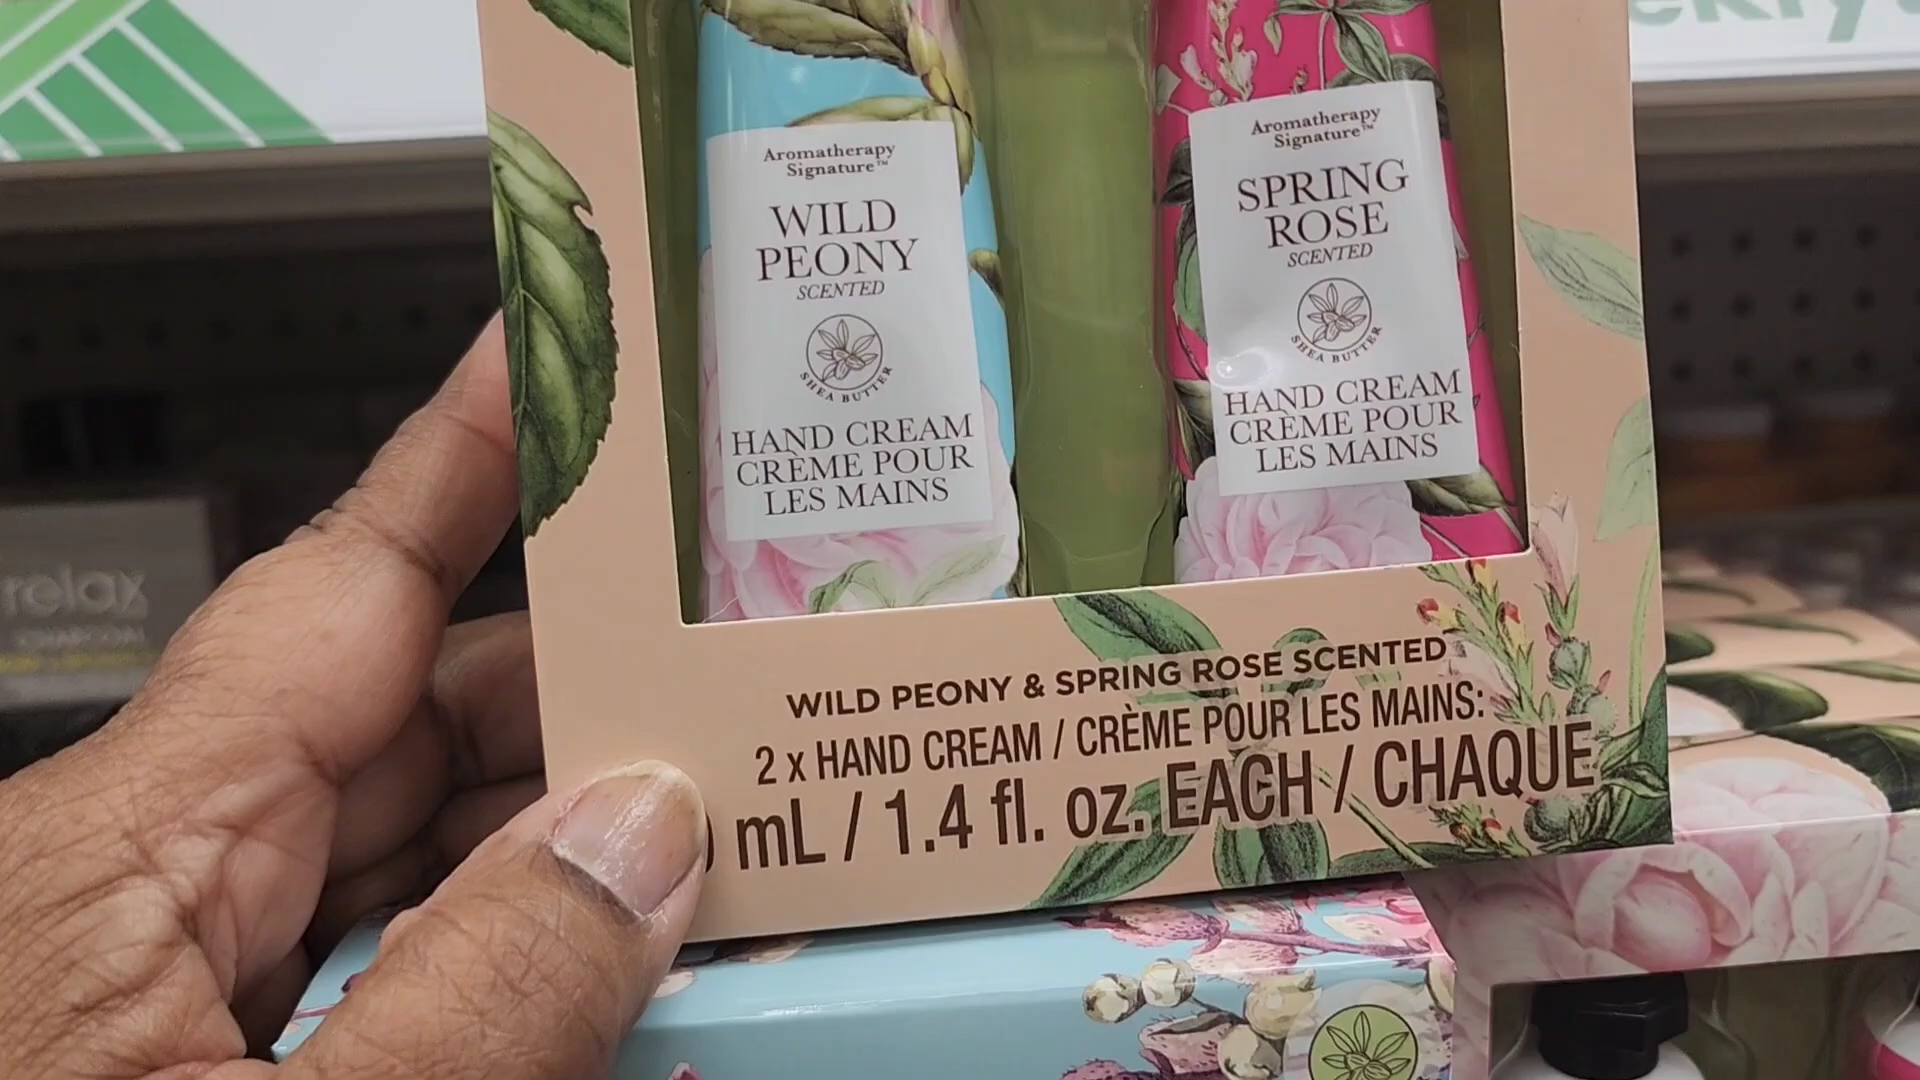 Aromatherapy
Signature™
WILD
PEONY
SCENTED
SHEA BUTTER
HAND CREAM
CRÈME POUR
LES MAINS
Aromatherapy
Signature™
SPRING
ROSE
SCENTED
SHEA BUTTER
HAND CREAM
CRÈME POUR
LES MAINS
WILD PEONY & SPRING ROSE SCENTED
2 x HAND CREAM / CRÈME POUR LES MAINS:
mL / 1.4 fl. oz. EACH / CHAQUE
relax
CHARCOAL